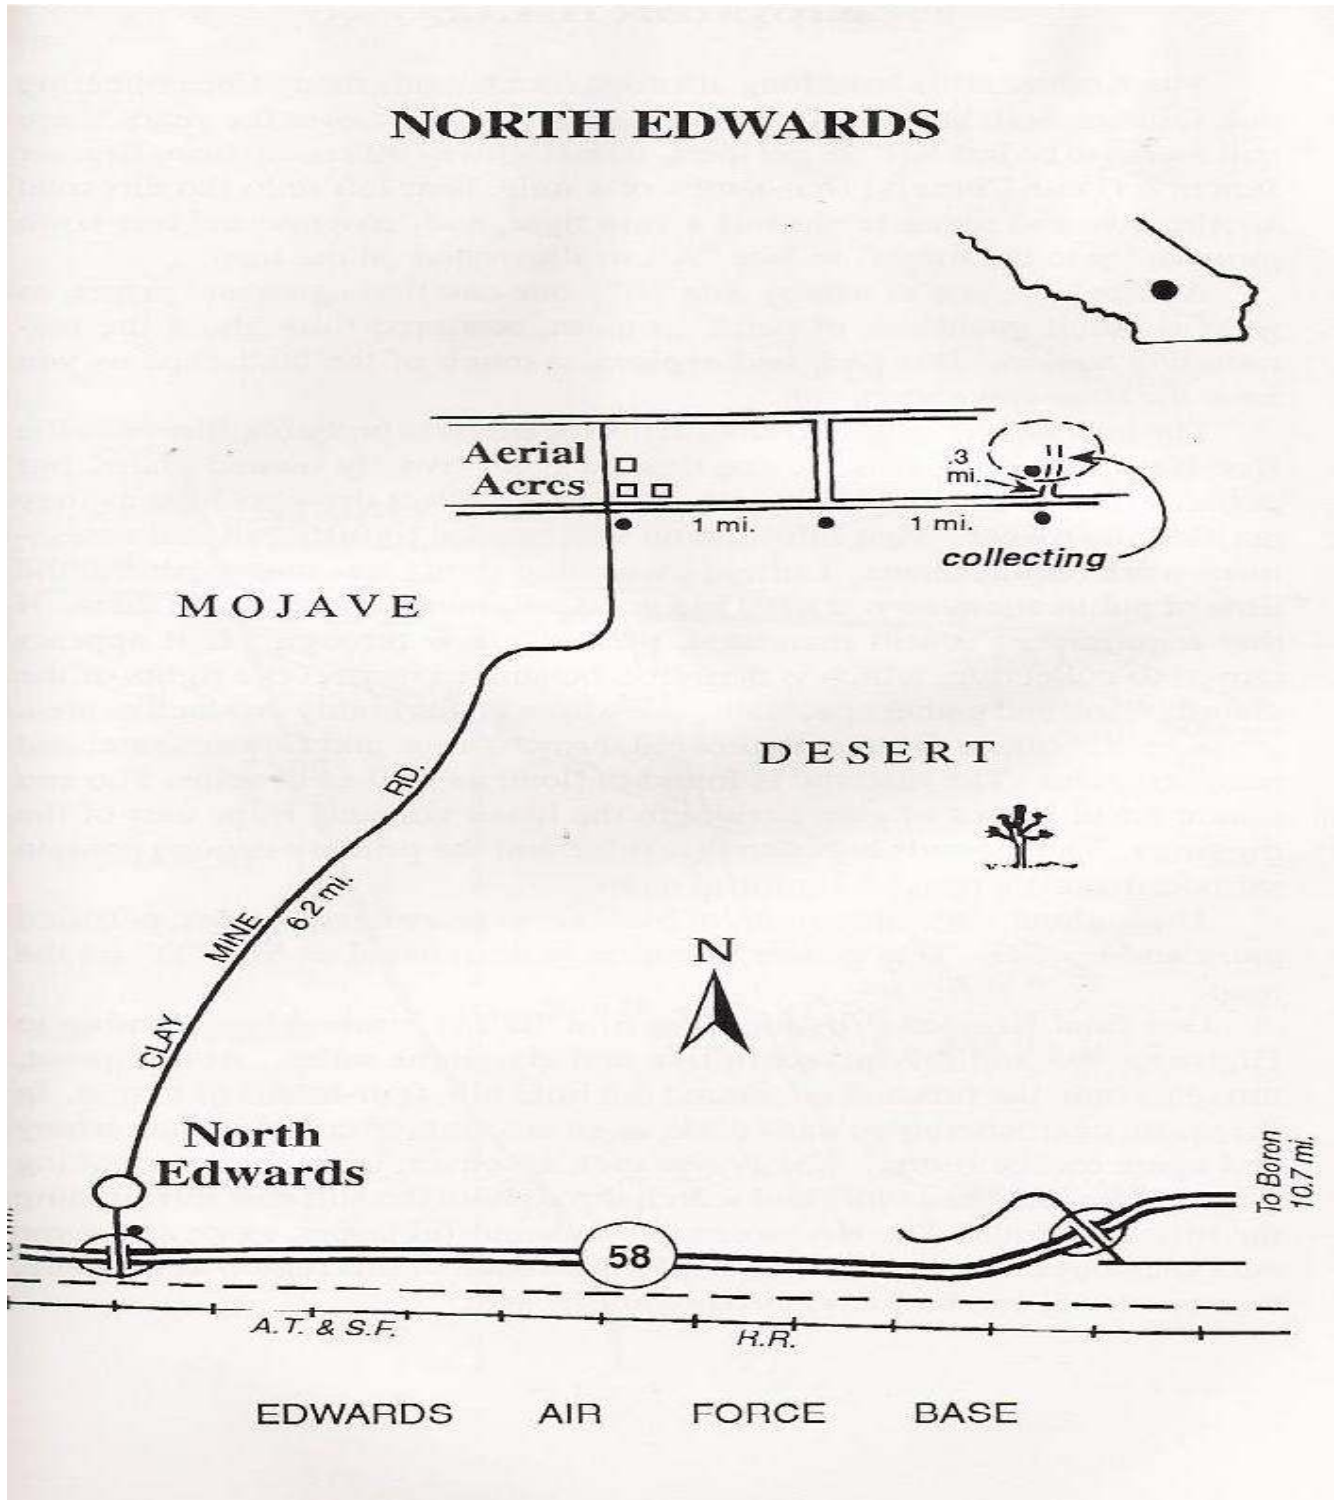 NORTH EDWARDS
Aerial
Acres
.3
mi.
1 mi.
1 mi.
collecting
MOJAVE
DESERT
CLAY MINE RD.
6.2 mi.
N
North
Edwards
58
To Boron
10.7 mi.
A.T. & S.F. R.R.
EDWARDS AIR FORCE BASE